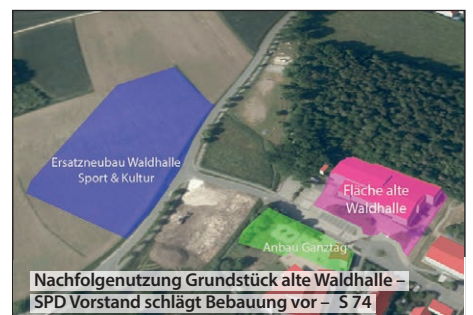 Ersatzneubau Waldhalle
Sport & Kultur
Fläche alte
Waldhalle
Anbau Ganztag
Nachfolgenutzung Grundstück alte Waldhalle –
SPD Vorstand schlägt Bebauung vor – S 74